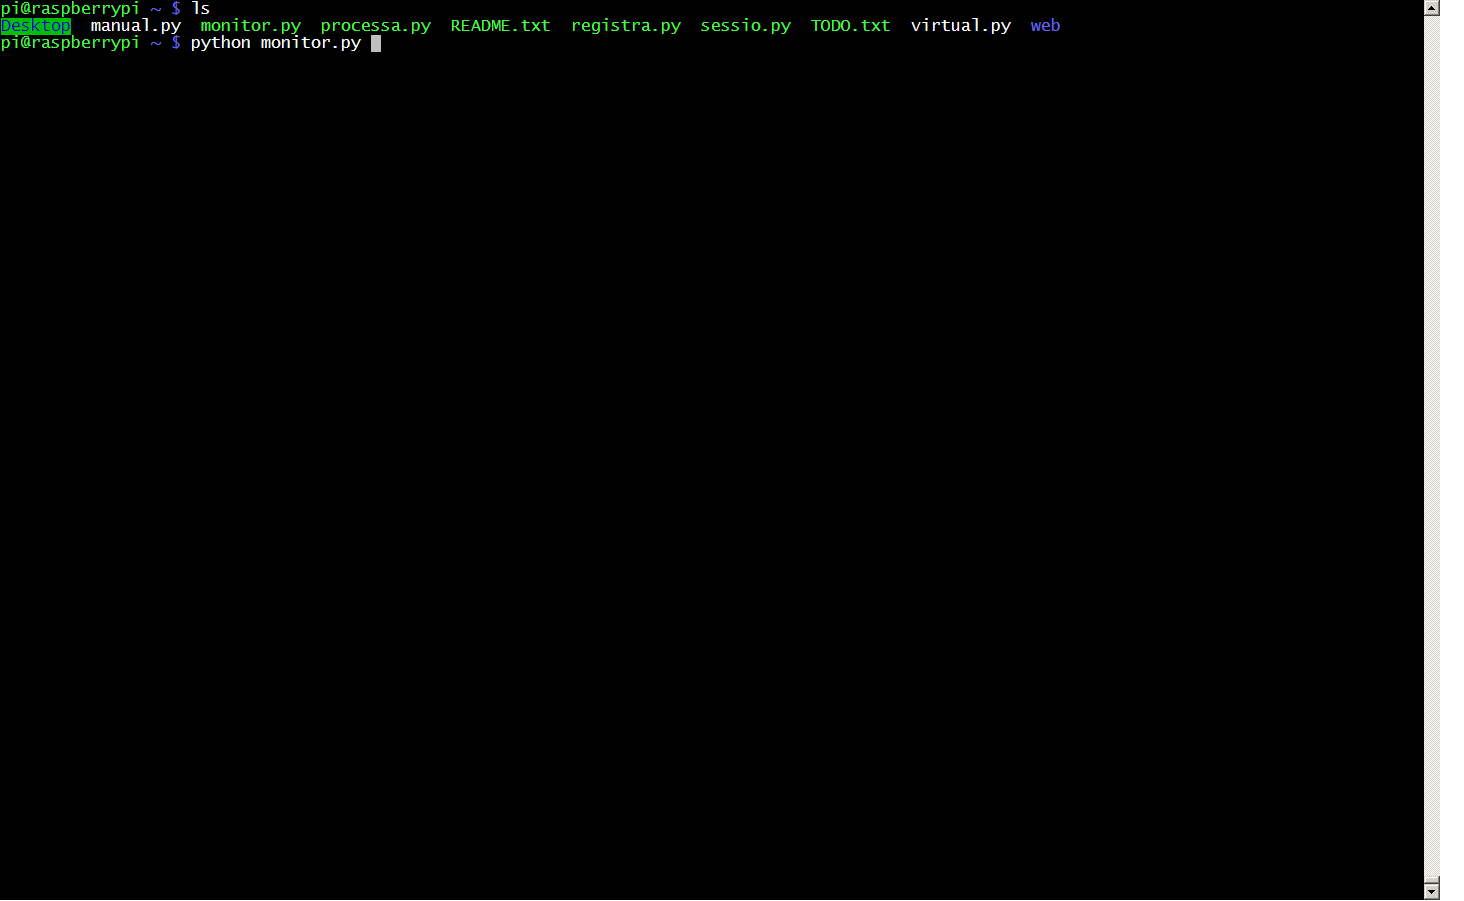 pi@raspberrypi ~ $ ls
Desktop  manual.py  monitor.py  processa.py  README.txt  registra.py  sessio.py  TODO.txt  virtual.py  web
pi@raspberrypi ~ $ python monitor.py